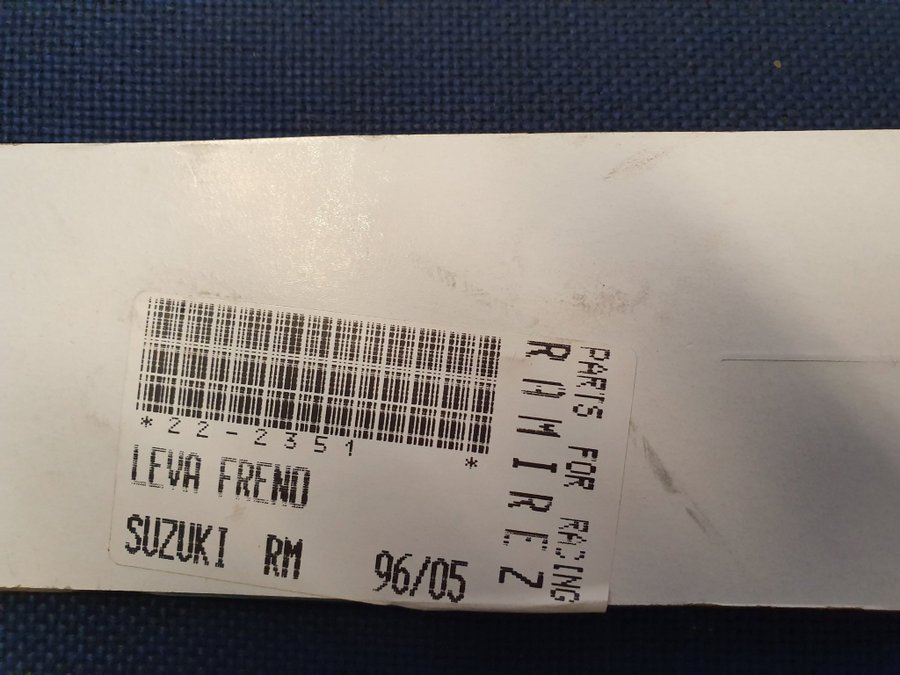 *22-2351*
LEVA FRENO
SUZUKI RM 96/05
RAMIREZ
PARTS FOR RACING